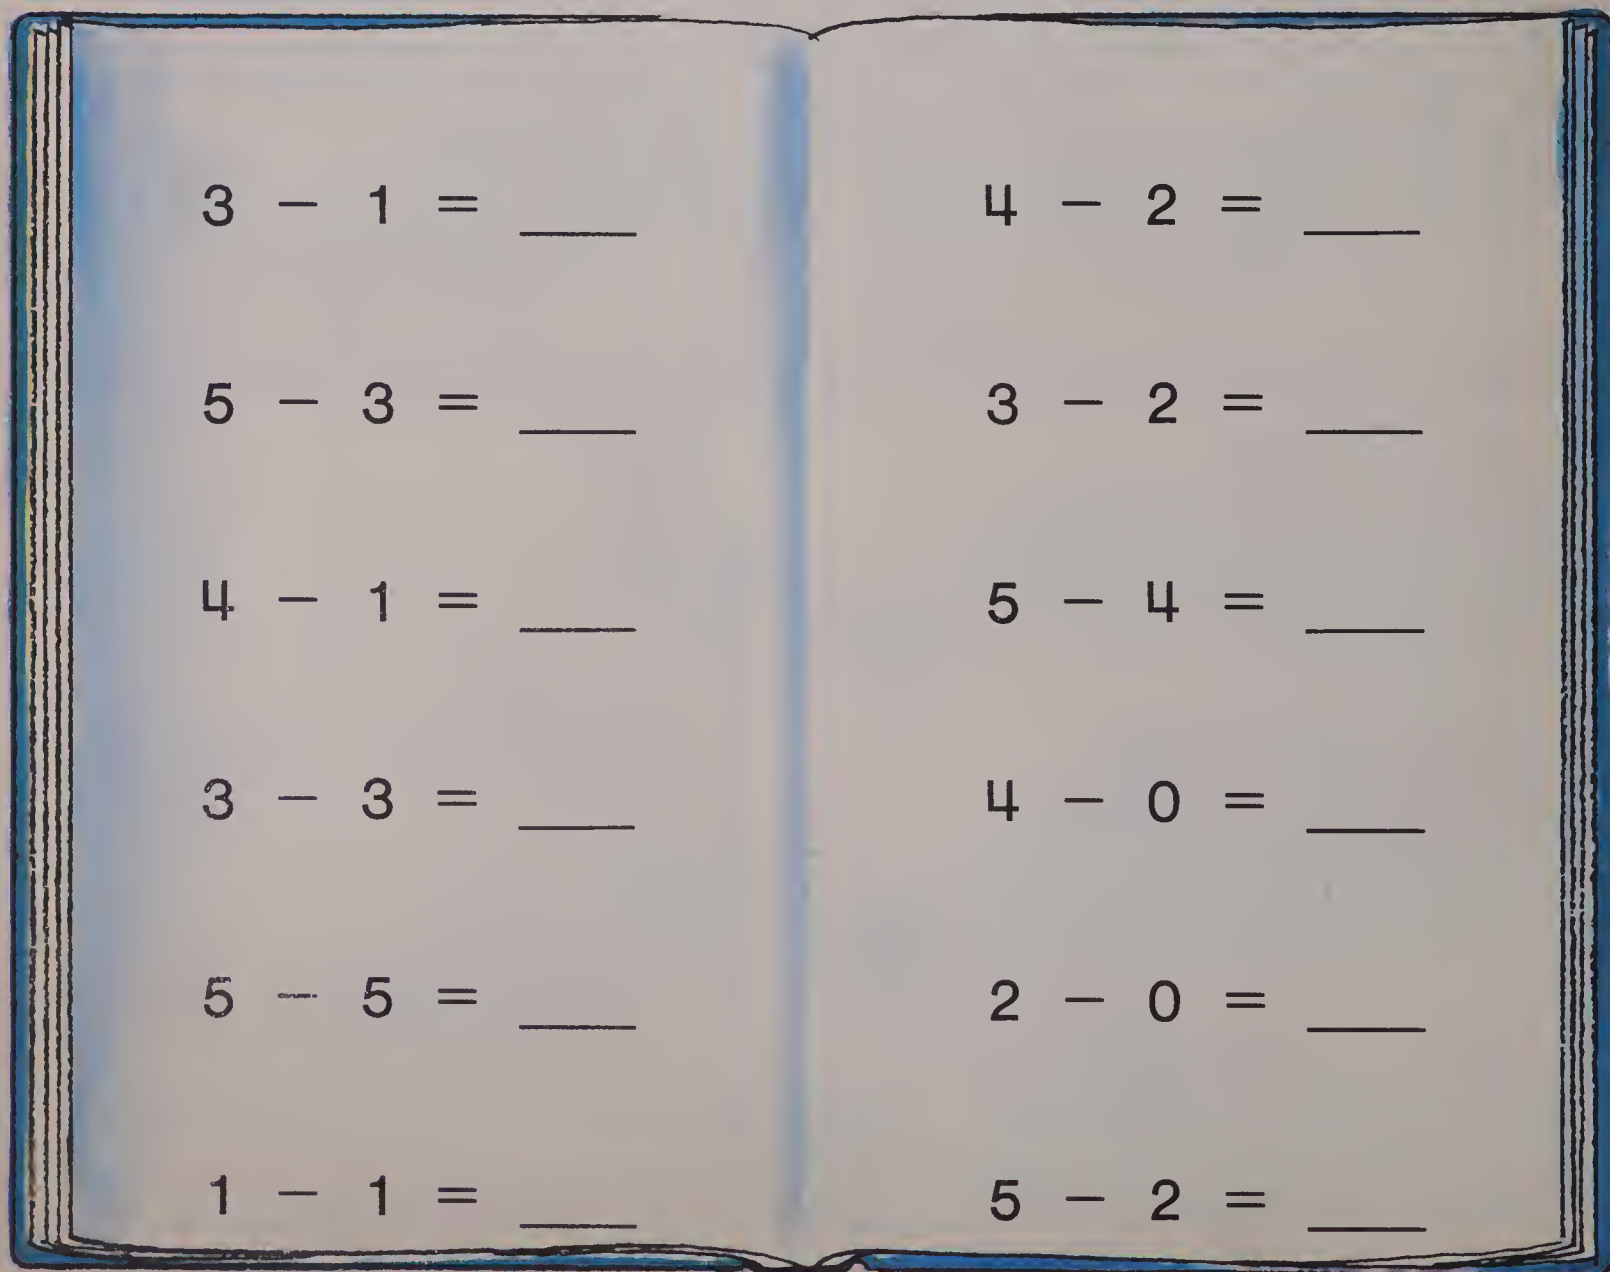 3 − 1 = ___
5 − 3 = ___
4 − 1 = ___
3 − 3 = ___
5 − 5 = ___
1 − 1 = ___
4 − 2 = ___
3 − 2 = ___
5 − 4 = ___
4 − 0 = ___
2 − 0 = ___
5 − 2 = ___